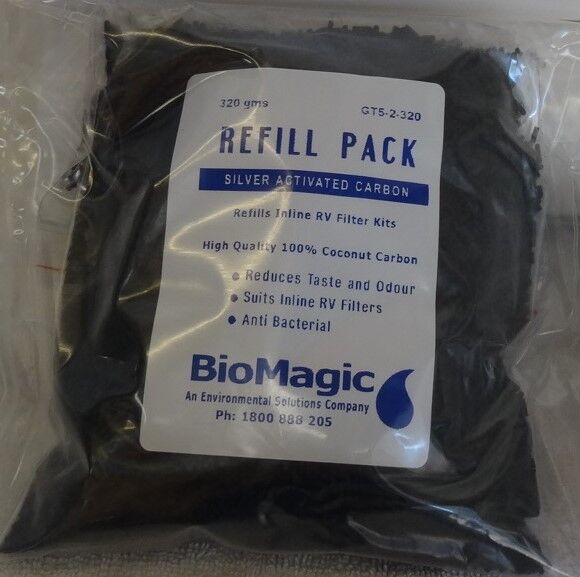 320 gms GT5-2-320
REFILL PACK
SILVER ACTIVATED CARBON
Refills Inline RV Filter Kits
High Quality 100% Coconut Carbon
• Reduces Taste and Odour
• Suits Inline RV Filters
• Anti Bacterial
BioMagic
An Environmental Solutions Company
Ph: 1800 888 205